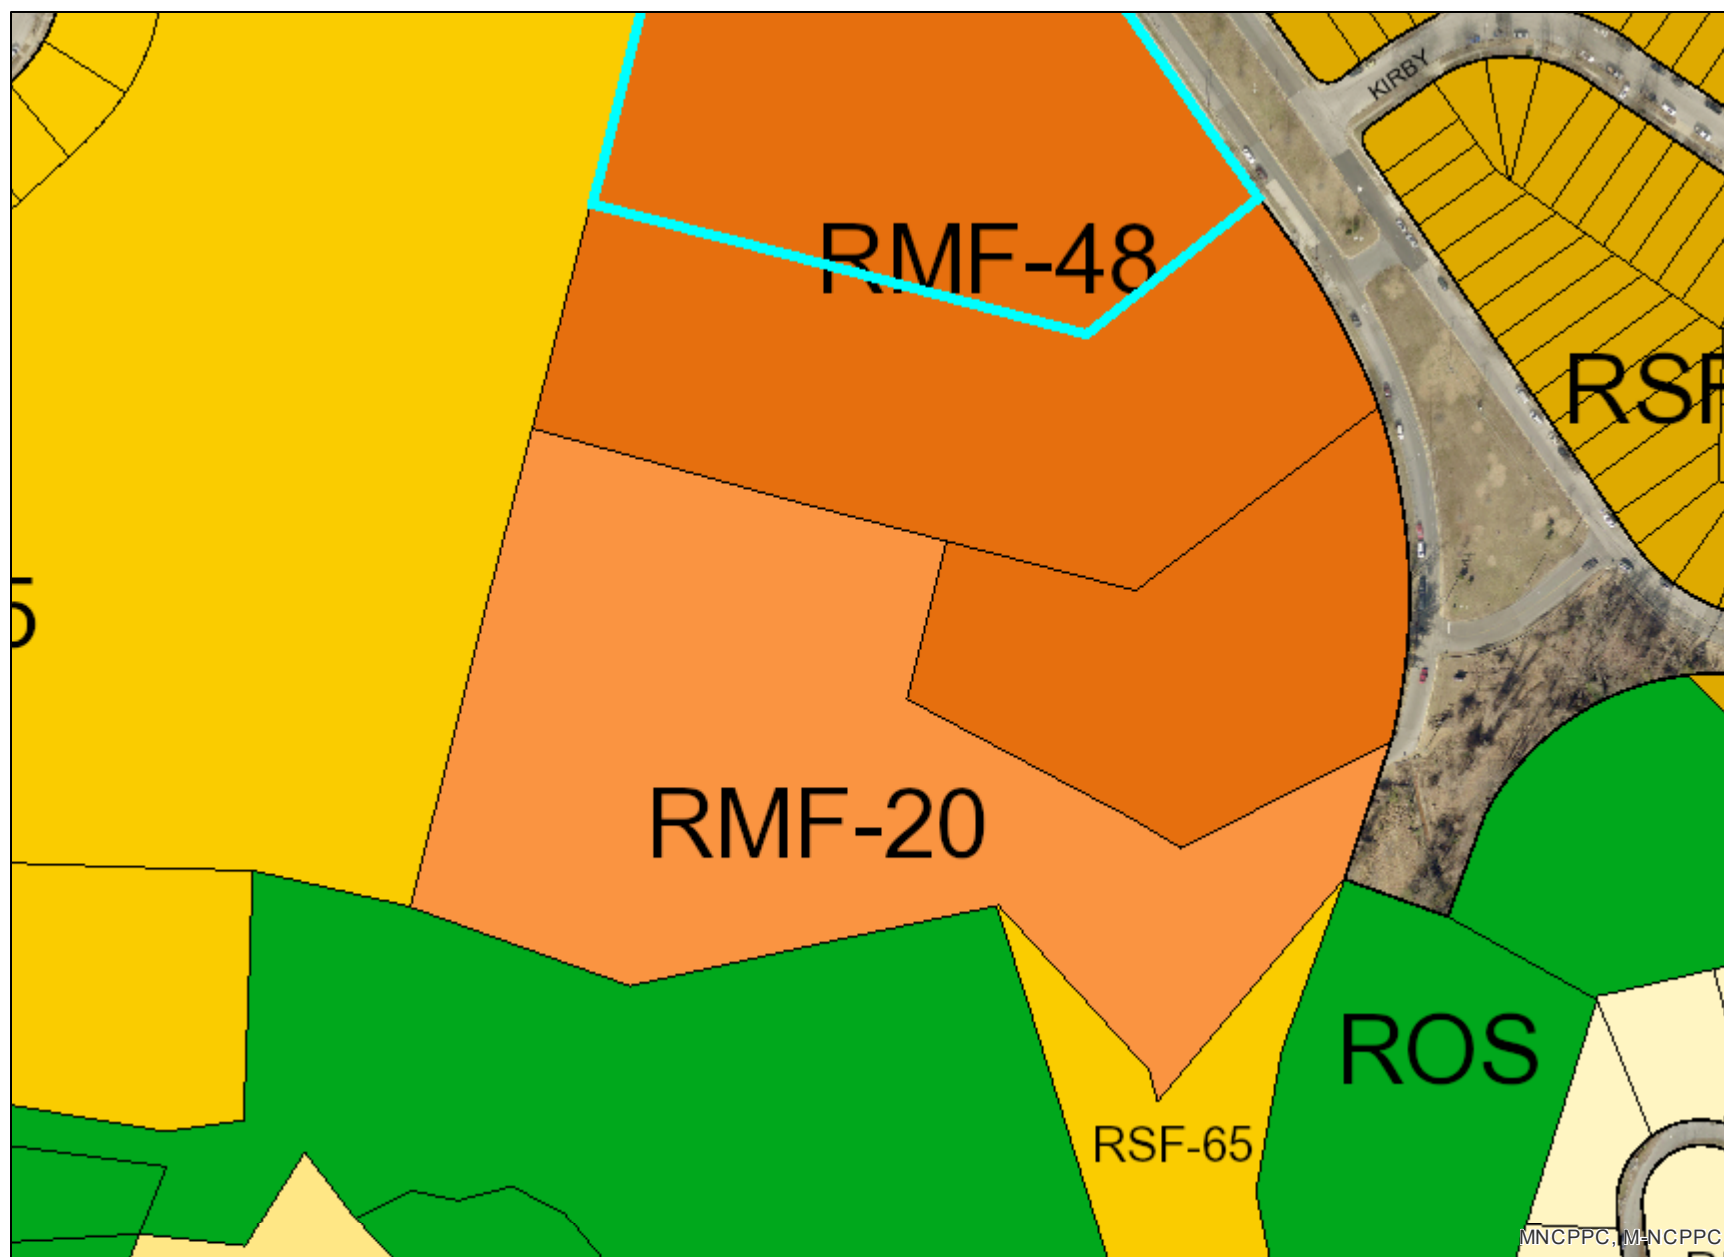 KIRBY
RMF-48
RSF
5
RMF-20
ROS
RSF-65
MNCPPC, M-NCPPC